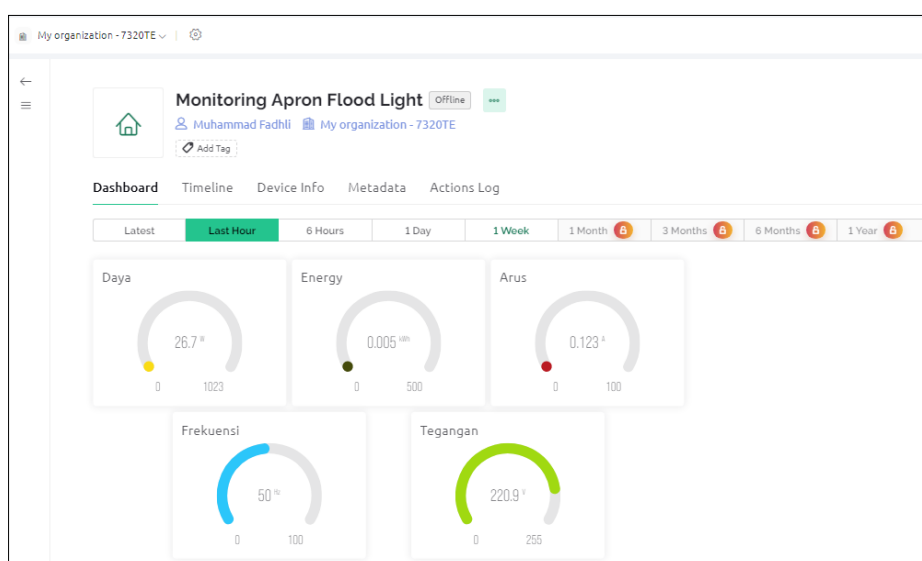 My organization - 7320TE
Monitoring Apron Flood Light Offline
Muhammad Fadhli My organization - 7320TE
Add Tag
Dashboard Timeline Device Info Metadata Actions Log
Latest Last Hour 6 Hours 1 Day 1 Week 1 Month 3 Months 6 Months 1 Year
Daya Energy Arus
26.7 W 0.005 kWh 0.123 A
0 1023 0 500 0 100
Frekuensi Tegangan
50 Hz 220.9 V
0 100 0 255